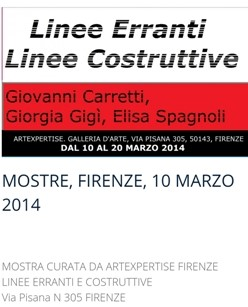 Linee Erranti
Linee Costruttive
Giovanni Carretti,
Giorgia Gigì, Elisa Spagnoli
ARTEXPERTISE. GALLERIA D'ARTE, VIA PISANA 305, 50143, FIRENZE
DAL 10 AL 20 MARZO 2014
MOSTRE, FIRENZE, 10 MARZO
2014
MOSTRA CURATA DA ARTEXPERTISE FIRENZE
LINEE ERRANTI E COSTRUTTIVE
Via Pisana N 305 FIRENZE